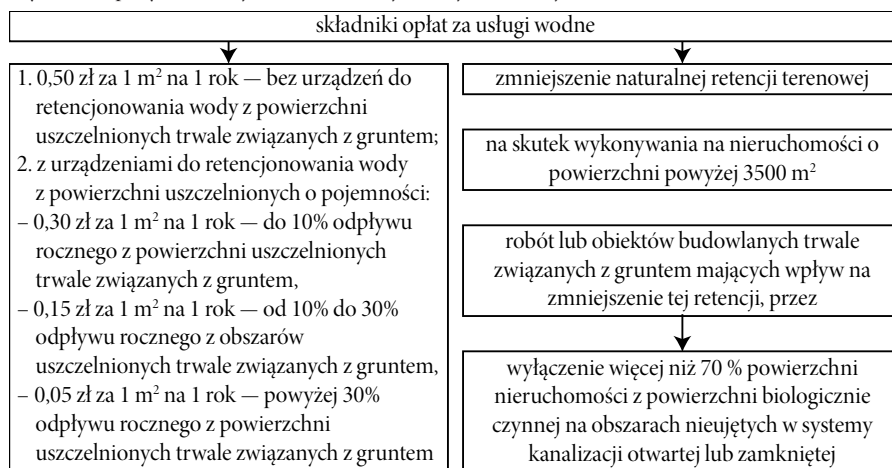 składniki opłat za usługi wodne
1. 0,50 zł za 1 m² na 1 rok — bez urządzeń do
retencjonowania wody z powierzchni
uszczelnionych trwale związanych z gruntem;
2. z urządzeniami do retencjonowania wody
z powierzchni uszczelnionych o pojemności:
– 0,30 zł za 1 m² na 1 rok — do 10% odpływu
rocznego z powierzchni uszczelnionych
trwale związanych z gruntem,
– 0,15 zł za 1 m² na 1 rok — od 10% do 30%
odpływu rocznego z obszarów
uszczelnionych trwale związanych z gruntem,
– 0,05 zł za 1 m² na 1 rok — powyżej 30%
odpływu rocznego z powierzchni
uszczelnionych trwale związanych z gruntem
zmniejszenie naturalnej retencji terenowej
na skutek wykonywania na nieruchomości o
powierzchni powyżej 3500 m²
robót lub obiektów budowlanych trwale
związanych z gruntem mających wpływ na
zmniejszenie tej retencji, przez
wyłączenie więcej niż 70 % powierzchni
nieruchomości z powierzchni biologicznie
czynnej na obszarach nieujętych w systemy
kanalizacji otwartej lub zamkniętej